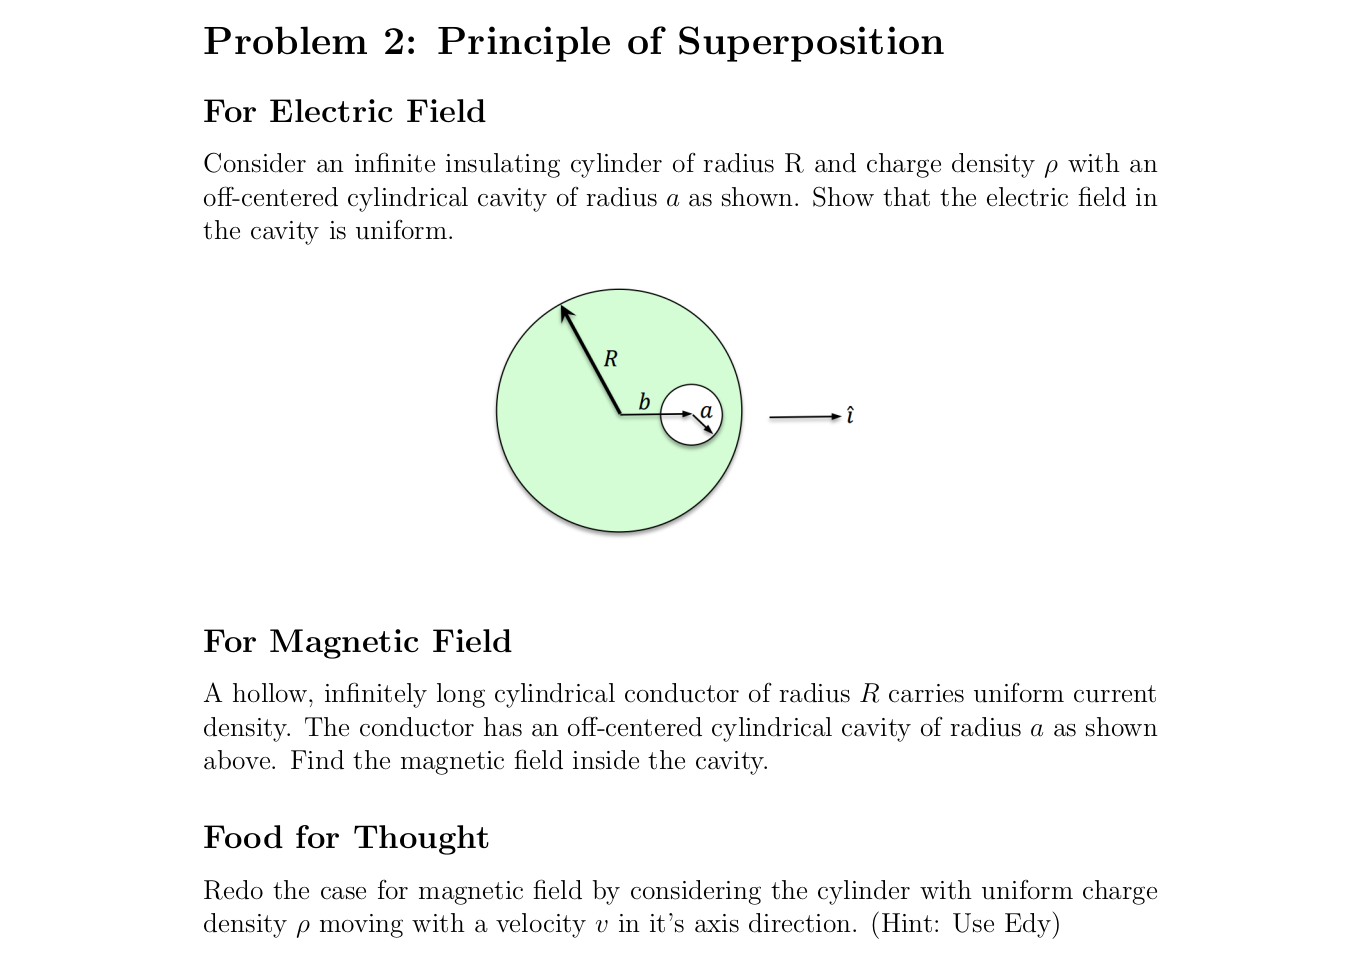 Problem 2: Principle of Superposition
For Electric Field
Consider an infinite insulating cylinder of radius R and charge density ρ with an
off-centered cylindrical cavity of radius a as shown. Show that the electric field in
the cavity is uniform.
R
b
a
î
For Magnetic Field
A hollow, infinitely long cylindrical conductor of radius R carries uniform current
density. The conductor has an off-centered cylindrical cavity of radius a as shown
above. Find the magnetic field inside the cavity.
Food for Thought
Redo the case for magnetic field by considering the cylinder with uniform charge
density ρ moving with a velocity v in it's axis direction. (Hint: Use Edy)